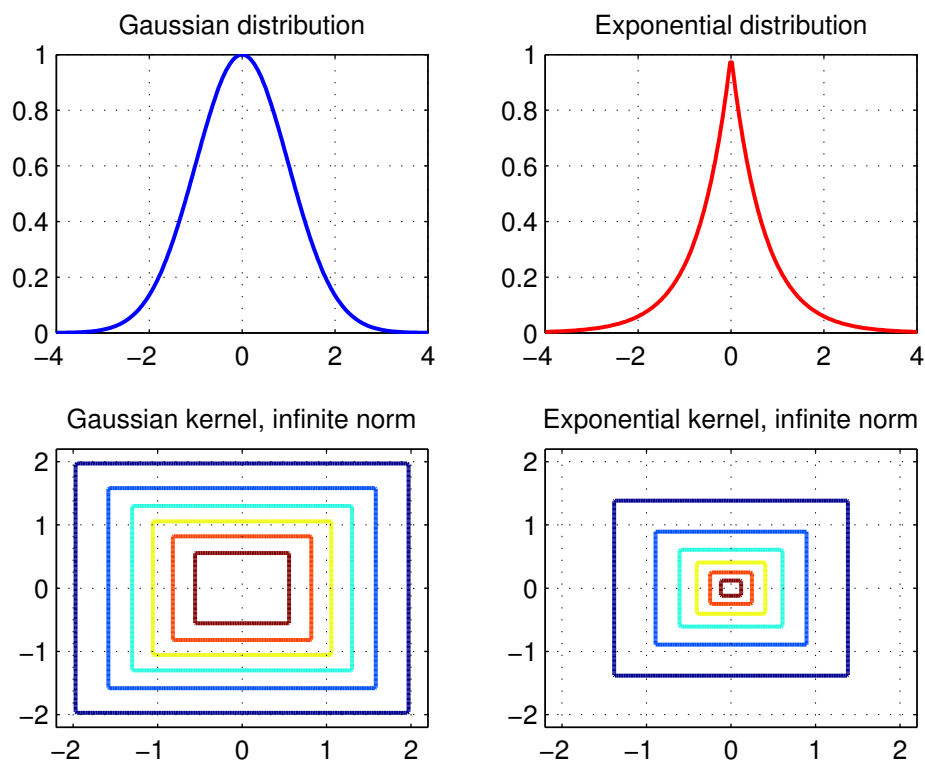 Gaussian distribution
1
0.8
0.6
0.4
0.2
0
−4 −2 0 2 4
Exponential distribution
1
0.8
0.6
0.4
0.2
0
−4 −2 0 2 4
Gaussian kernel, infinite norm
2
1
0
−1
−2
−2 −1 0 1 2
Exponential kernel, infinite norm
2
1
0
−1
−2
−2 −1 0 1 2